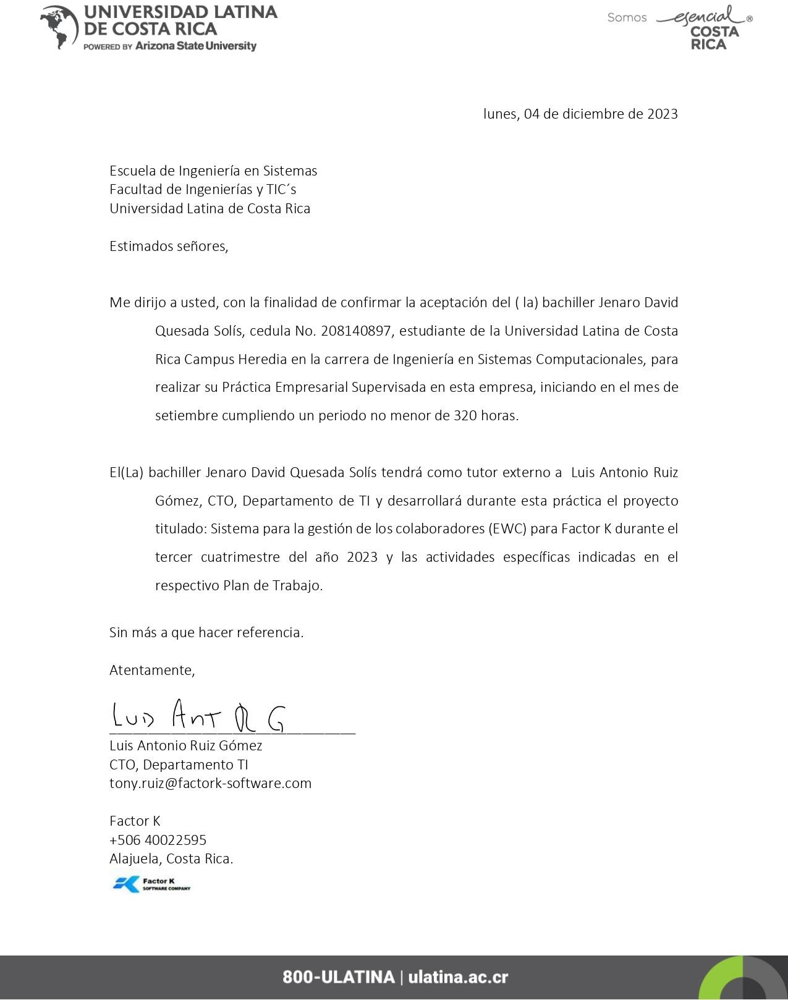 UNIVERSIDAD LATINA
DE COSTA RICA
POWERED BY Arizona State University
Somos esencial ®
COSTA
RICA
lunes, 04 de diciembre de 2023
Escuela de Ingeniería en Sistemas
Facultad de Ingenierías y TIC´s
Universidad Latina de Costa Rica
Estimados señores,
Me dirijo a usted, con la finalidad de confirmar la aceptación del ( la) bachiller Jenaro David
Quesada Solís, cedula No. 208140897, estudiante de la Universidad Latina de Costa
Rica Campus Heredia en la carrera de Ingeniería en Sistemas Computacionales, para
realizar su Práctica Empresarial Supervisada en esta empresa, iniciando en el mes de
setiembre cumpliendo un periodo no menor de 320 horas.
El(La) bachiller Jenaro David Quesada Solís tendrá como tutor externo a  Luis Antonio Ruiz
Gómez, CTO, Departamento de TI y desarrollará durante esta práctica el proyecto
titulado: Sistema para la gestión de los colaboradores (EWC) para Factor K durante el
tercer cuatrimestre del año 2023 y las actividades específicas indicadas en el
respectivo Plan de Trabajo.
Sin más a que hacer referencia.
Atentamente,
Luis Ant R G
Luis Antonio Ruiz Gómez
CTO, Departamento TI
tony.ruiz@factork-software.com
Factor K
+506 40022595
Alajuela, Costa Rica.
Factor K
SOFTWARE COMPANY
800-ULATINA | ulatina.ac.cr